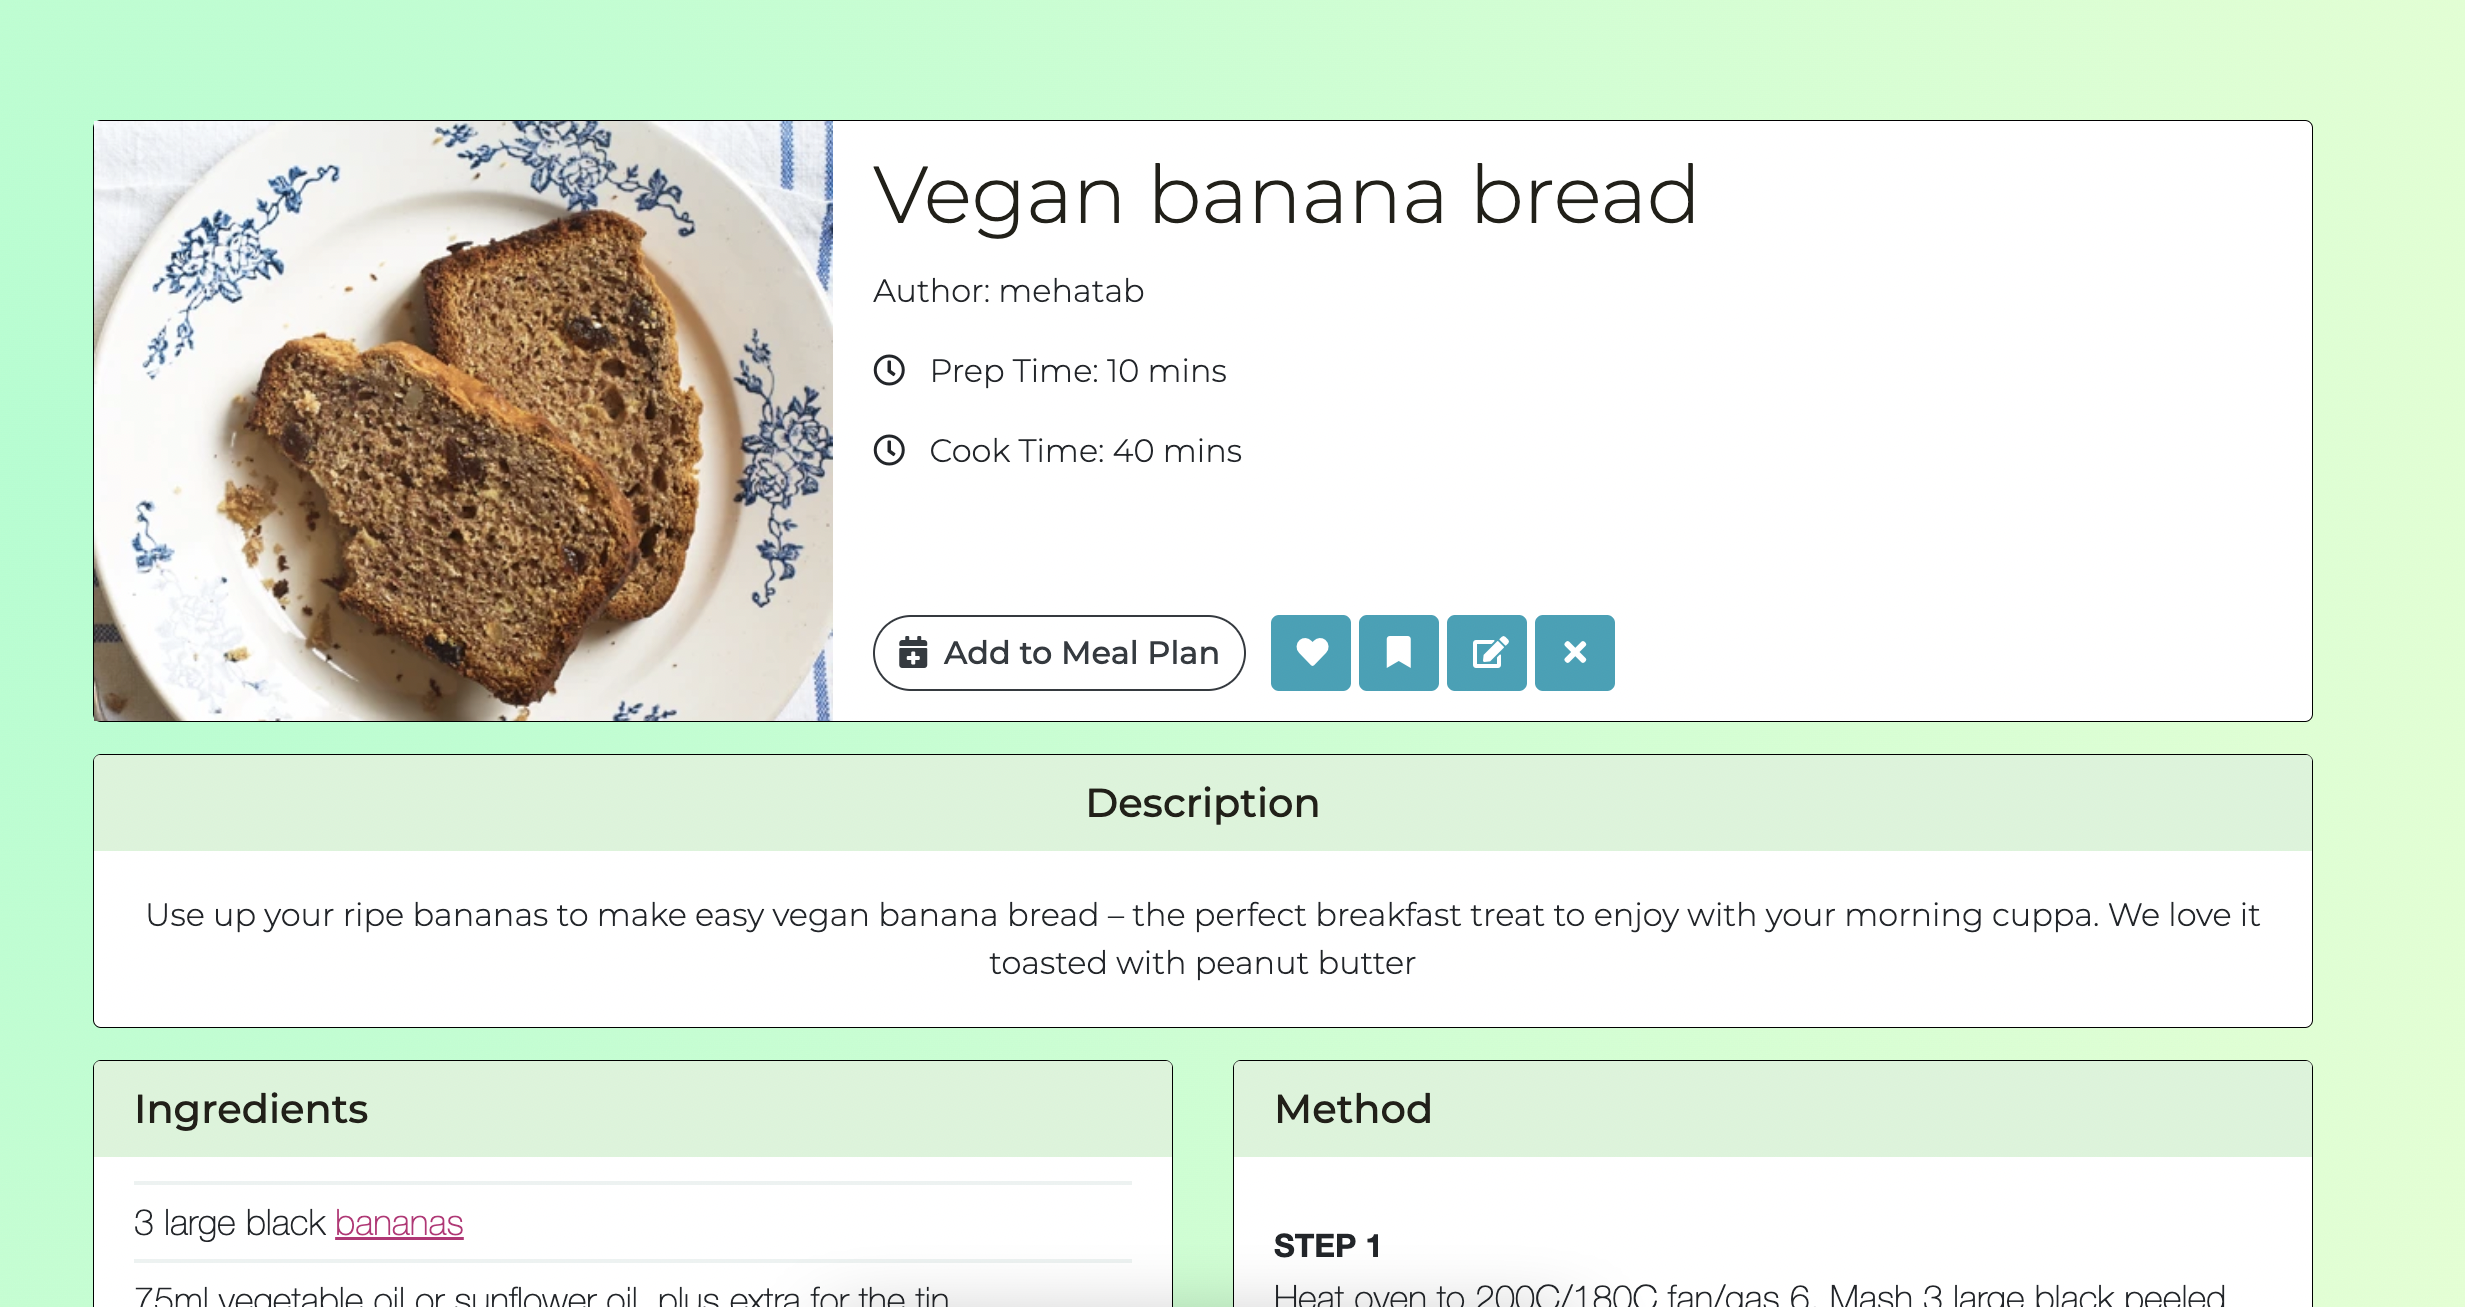 Vegan banana bread
Author: mehatab
Prep Time: 10 mins
Cook Time: 40 mins
Add to Meal Plan
Description
Use up your ripe bananas to make easy vegan banana bread – the perfect breakfast treat to enjoy with your morning cuppa. We love it
toasted with peanut butter
Ingredients
3 large black bananas
75ml vegetable oil or sunflower oil, plus extra for the tin
Method
STEP 1
Heat oven to 200C/180C fan/gas 6. Mash 3 large black peeled